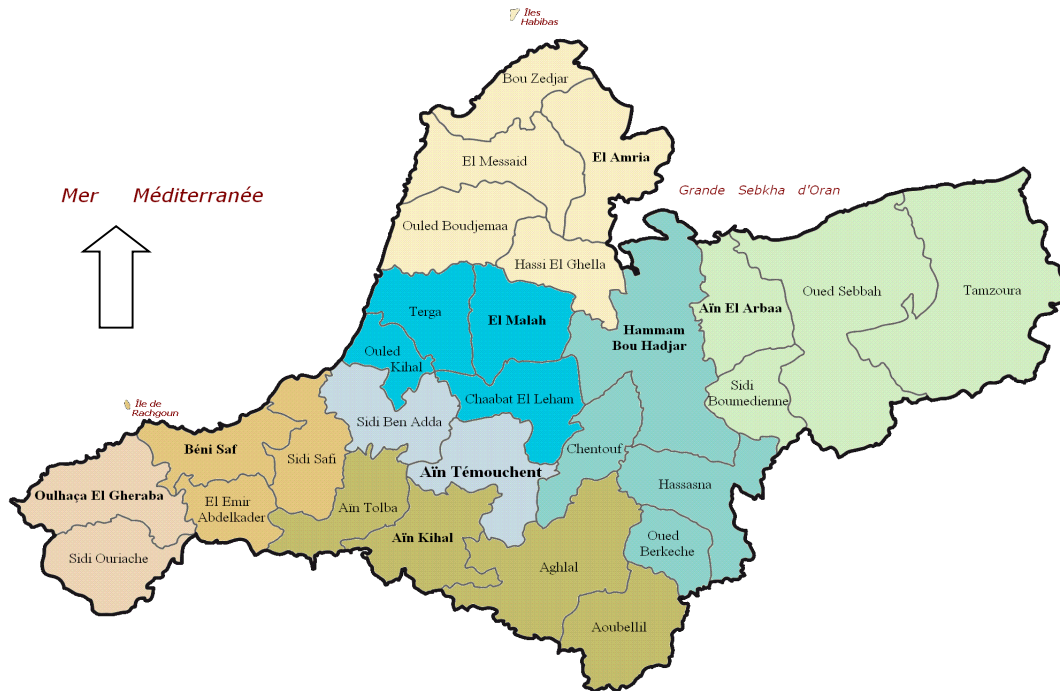 Îles
Habibas
Bou Zedjar
El Messaid
El Amria
Mer Méditerranée
Grande Sebkha d'Oran
Ouled Boudjemaa
Hassi El Ghella
Oued Sebbah
Tamzoura
Aïn El Arbaa
Terga
El Malah
Hammam
Bou Hadjar
Ouled
Kihal
Sidi
Boumedienne
Chaabat El Leham
Île de
Rachgoun
Sidi Ben Adda
Béni Saf
Sidi Safi
Chentouf
Aïn Témouchent
Hassasna
Oulhaça El Gheraba
El Emir
Abdelkader
Aïn Tolba
Aïn Kihal
Oued
Berkeche
Sidi Ouriache
Aghlal
Aoubellil